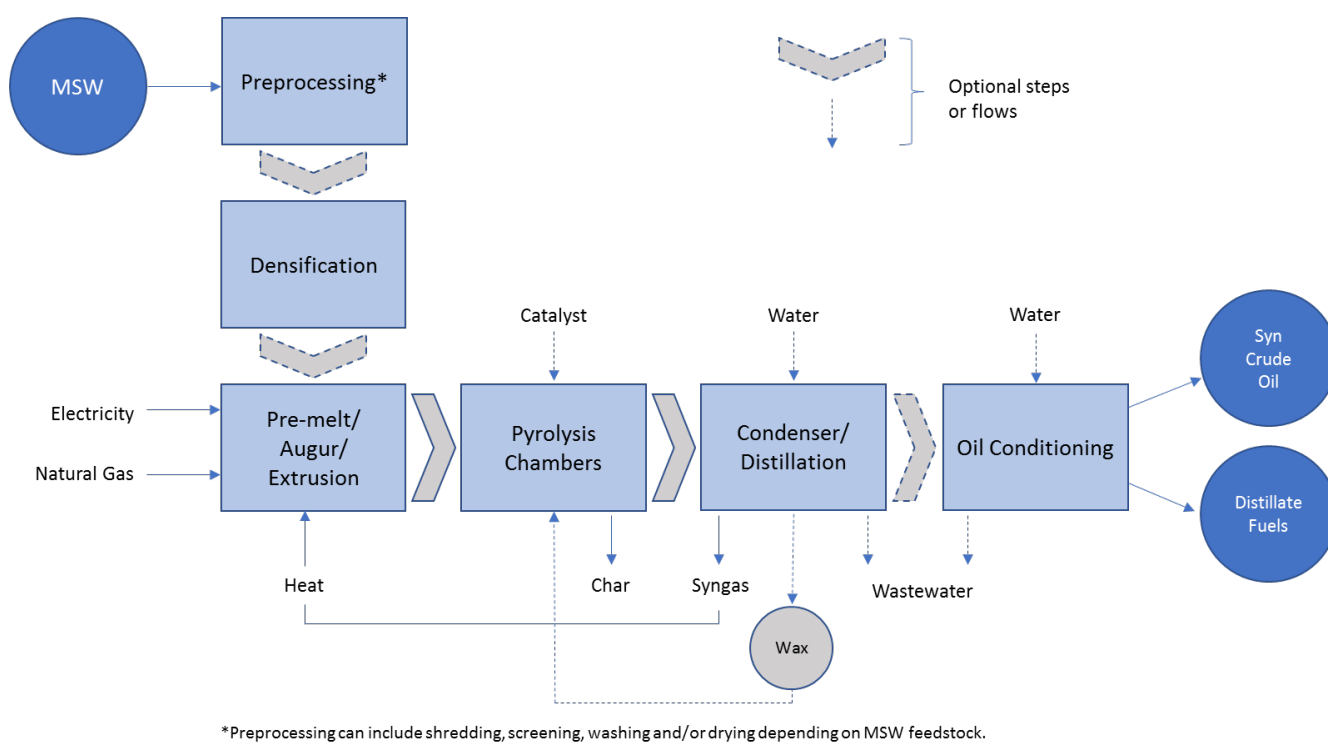 MSW
Preprocessing*
Optional steps
or flows
Densification
Catalyst
Water
Water
Syn
Crude
Oil
Electricity
Natural Gas
Pre-melt/
Augur/
Extrusion
Pyrolysis
Chambers
Condenser/
Distillation
Oil Conditioning
Distillate
Fuels
Heat
Char
Syngas
Wastewater
Wax
*Preprocessing can include shredding, screening, washing and/or drying depending on MSW feedstock.